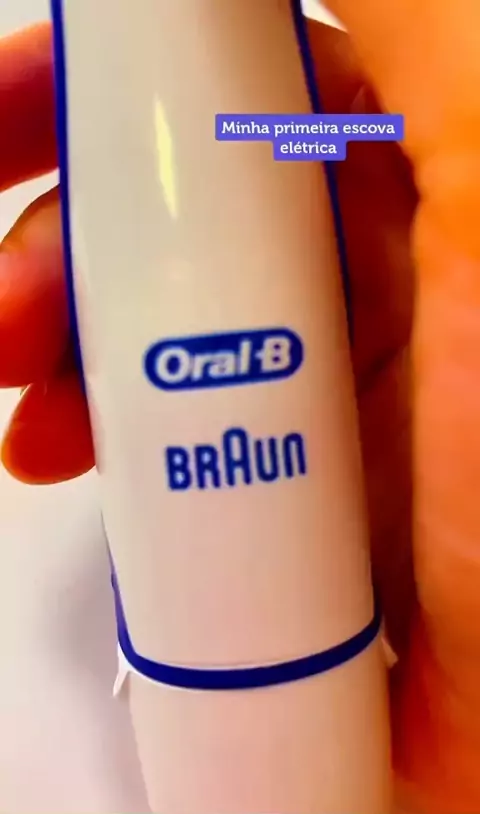 Minha primeira escova
elétrica
Oral-B
BRAUN